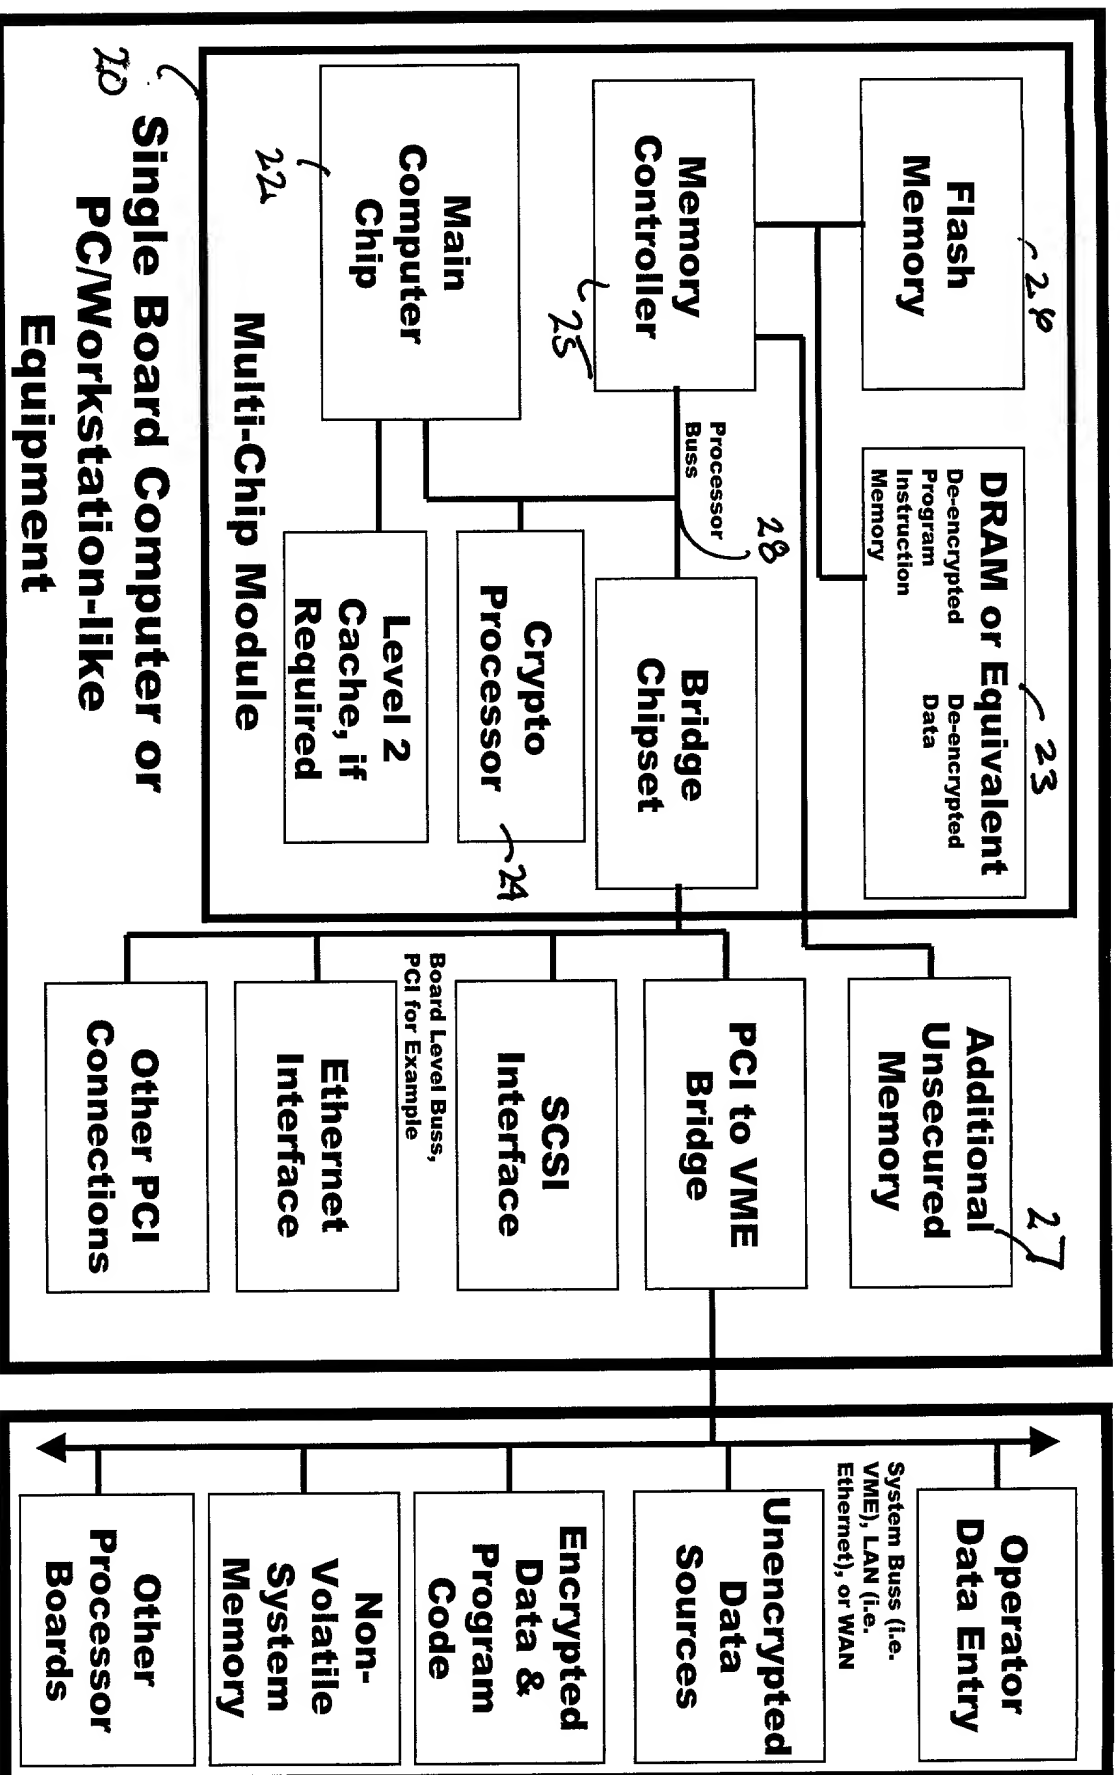 Flash
Memory
26
DRAM or Equivalent
De-encrypted
Program
Instruction
Memory
De-encrypted
Data
23
Memory
Controller
25
Processor
Buss
28
Bridge
Chipset
Main
Computer
Chip
22
Crypto
Processor
24
Level 2
Cache, if
Required
Multi-Chip Module
20
Single Board Computer or
PC/Workstation-like
Equipment
Additional
Unsecured
Memory
27
PCI to VME
Bridge
SCSI
Interface
Board Level Buss,
PCI for Example
Ethernet
Interface
Other PCI
Connections
Operator
Data Entry
System Buss (i.e.
VME), LAN (i.e.
Ethernet), or WAN
Unencrypted
Data
Sources
Encrypted
Data &
Program
Code
Non-
Volatile
System
Memory
Other
Processor
Boards